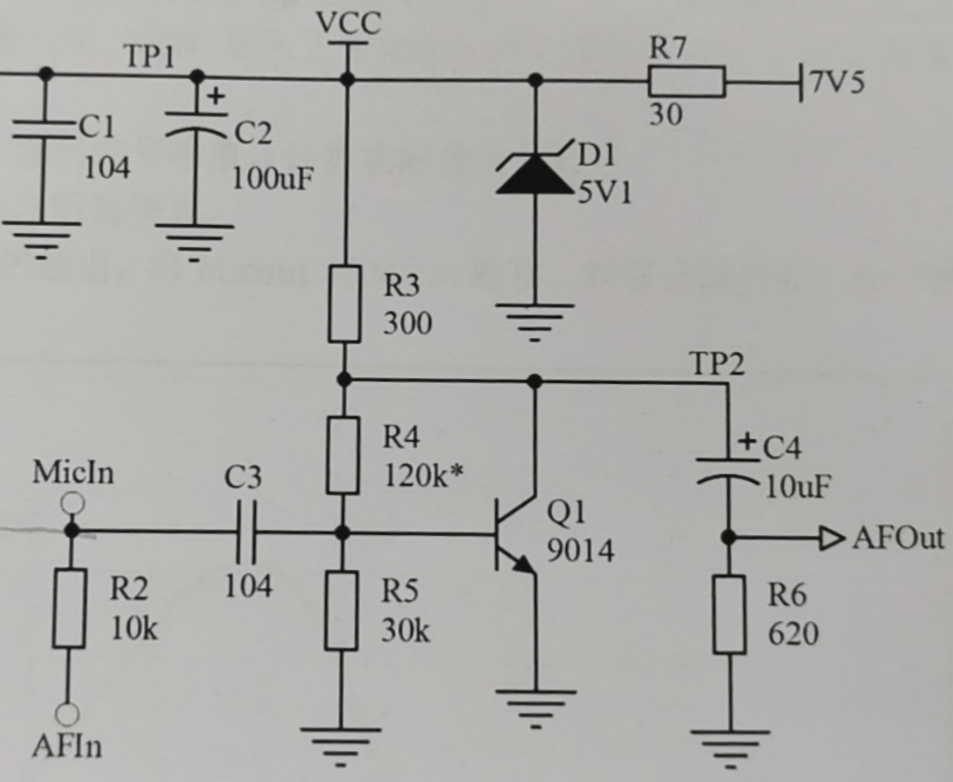 VCC
TP1
R7
7V5
30
+
C1
104
C2
100uF
D1
5V1
R3
300
TP2
R4
120k*
+
C4
10uF
MicIn
C3
104
Q1
9014
AFOut
R2
10k
R5
30k
R6
620
AFIn